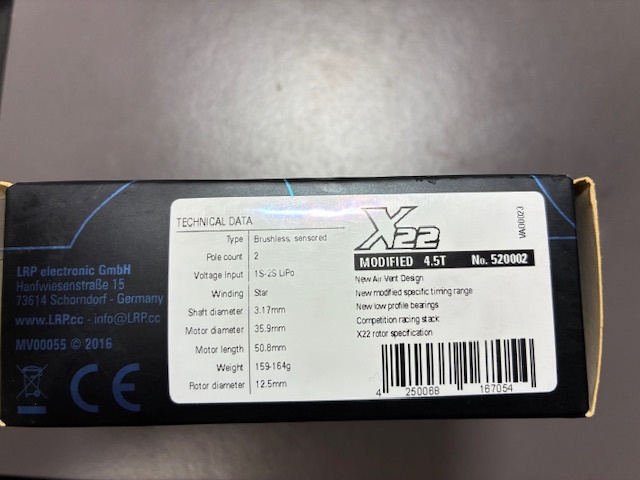 TECHNICAL DATA
Type Brushless, sensored
Pole count 2
Voltage Input 1S-2S LiPo
Winding Star
Shaft diameter 3.17mm
Motor diameter 35.9mm
Motor length 50.8mm
Weight 159-164g
Rotor diameter 12.5mm
X22
MODIFIED 4.5T No. 520002
New Air Vent Design
New modified specific timing range
New low profile bearings
Competition racing stack
X22 rotor specification
4 250068 167054
VA00023
LRP electronic GmbH
Hanfwiesenstraße 15
73614 Schorndorf - Germany
www.LRP.cc - info@LRP.cc
MV00055 © 2016
CE